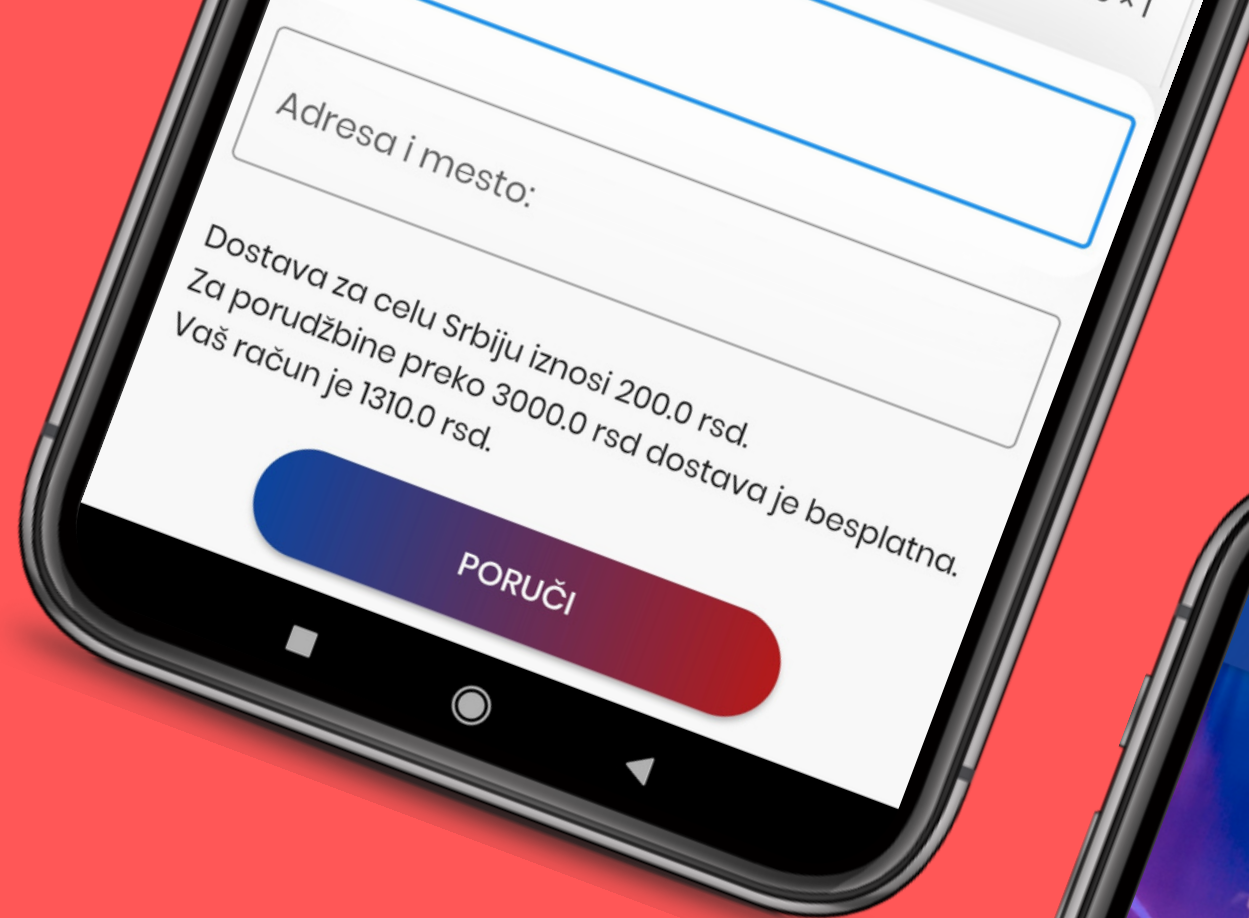 Adresa i mesto:
Dostava za celu Srbiju iznosi 200.0 rsd.
Za porudžbine preko 3000.0 rsd dostava je besplatna.
Vaš račun je 1310.0 rsd.
PORUČI